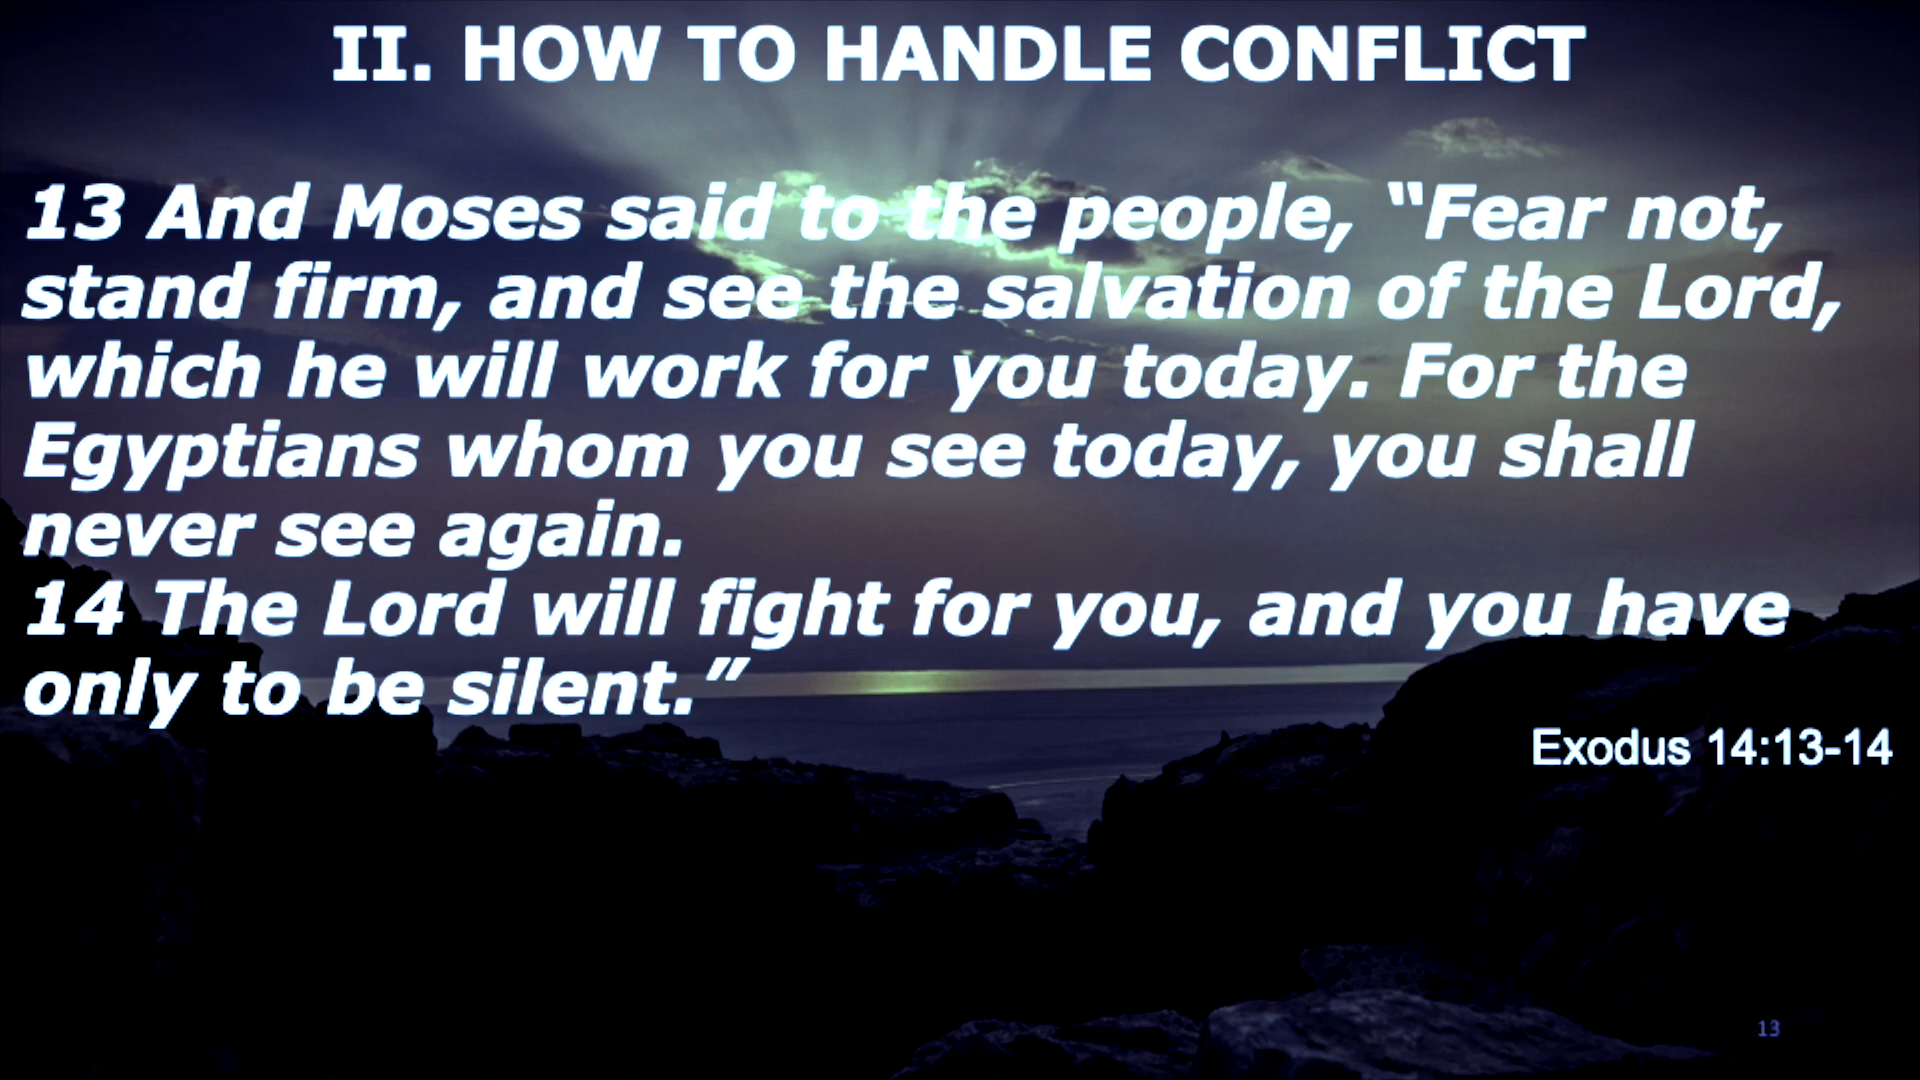 II. HOW TO HANDLE CONFLICT
13 And Moses said to the people, “Fear not,
stand firm, and see the salvation of the Lord,
which he will work for you today. For the
Egyptians whom you see today, you shall
never see again.
14 The Lord will fight for you, and you have
only to be silent.”
Exodus 14:13-14
13